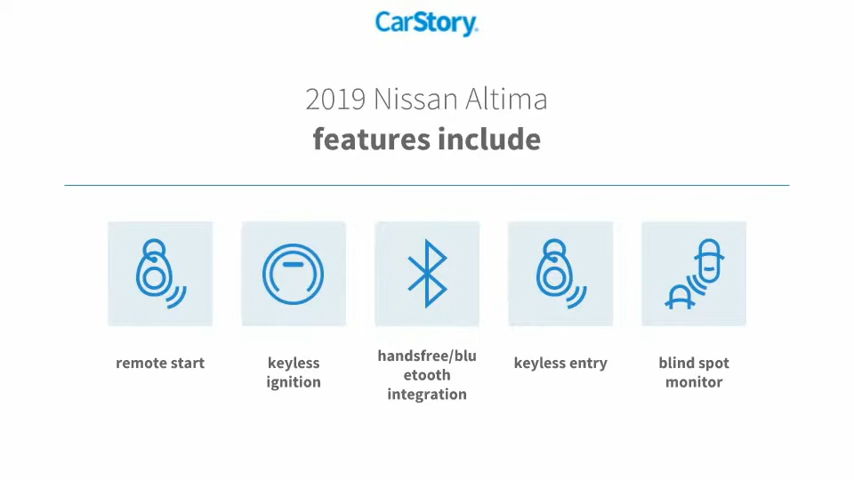 CarStory
2019 Nissan Altima
features include
remote start
keyless
ignition
handsfree/blu
etooth
integration
keyless entry
blind spot
monitor